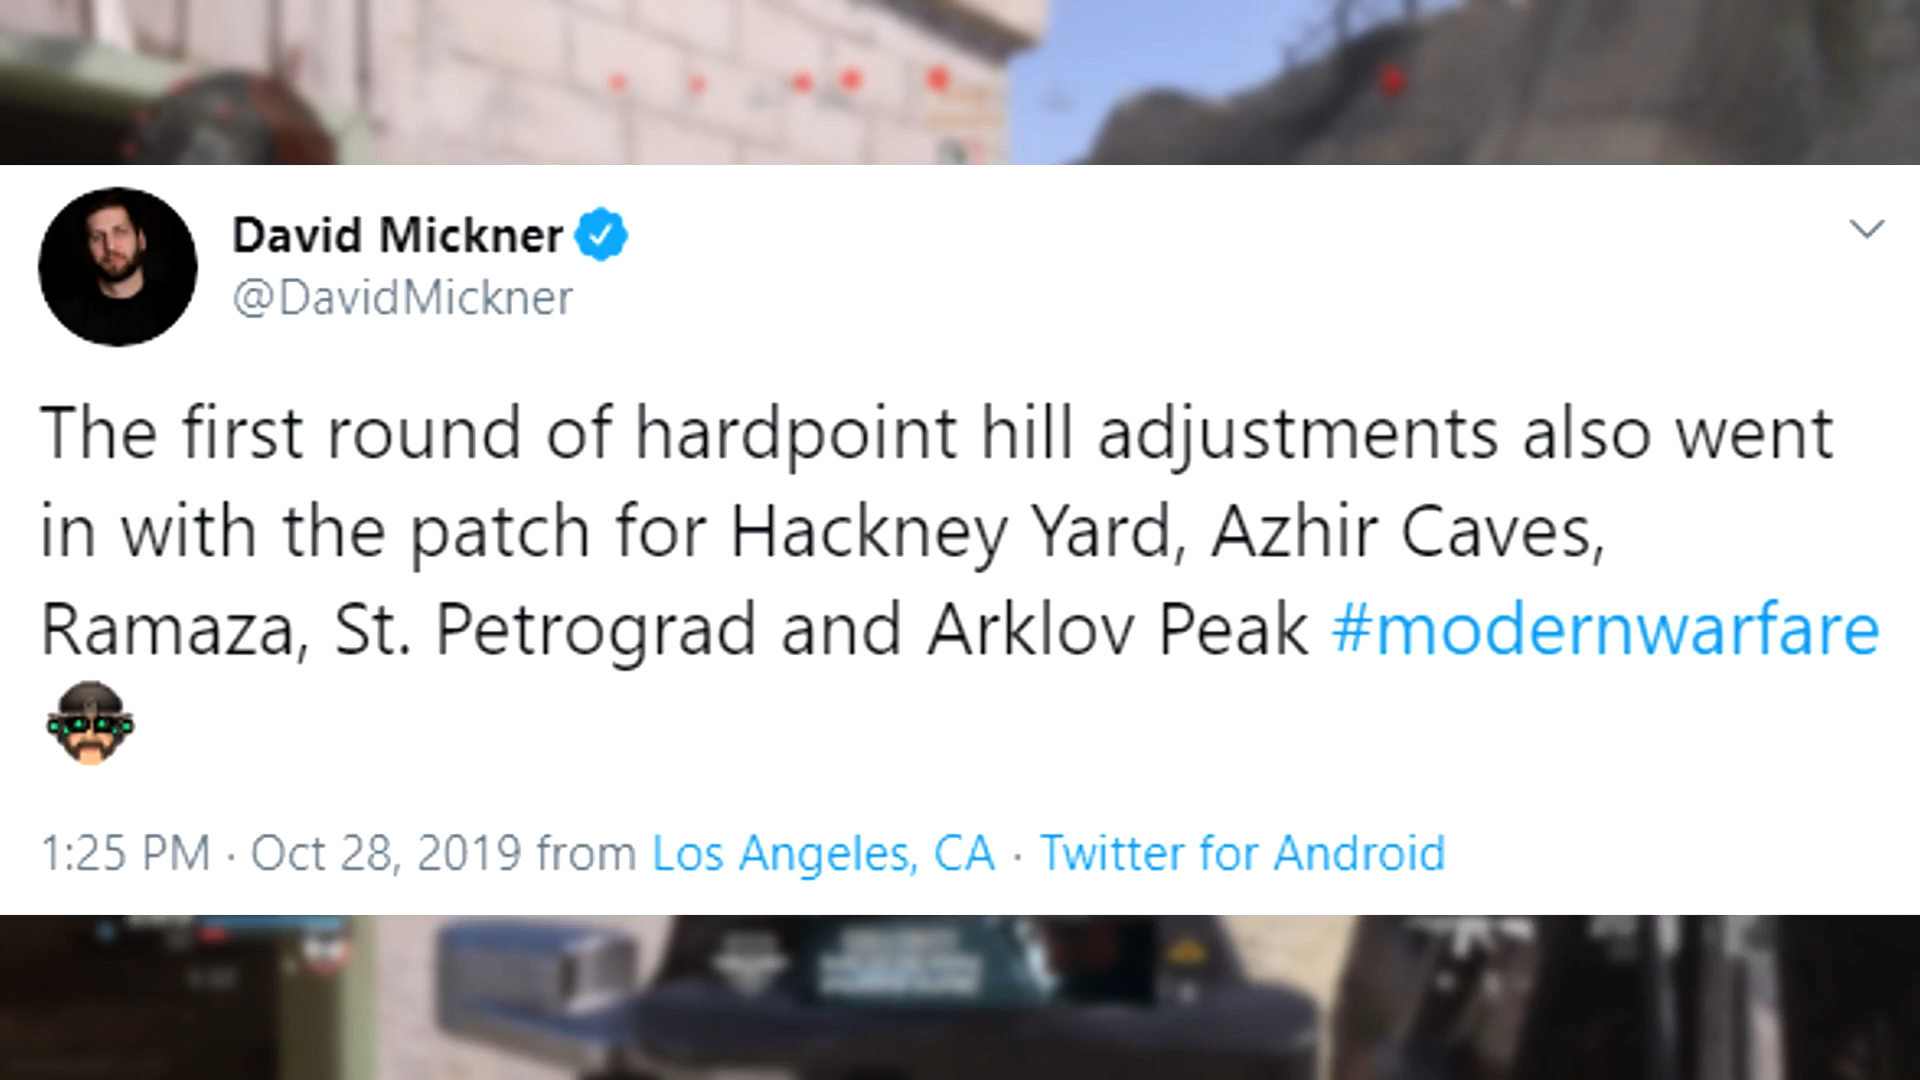 David Mickner
@DavidMickner
The first round of hardpoint hill adjustments also went
in with the patch for Hackney Yard, Azhir Caves,
Ramaza, St. Petrograd and Arklov Peak #modernwarfare
1:25 PM · Oct 28, 2019 from Los Angeles, CA · Twitter for Android